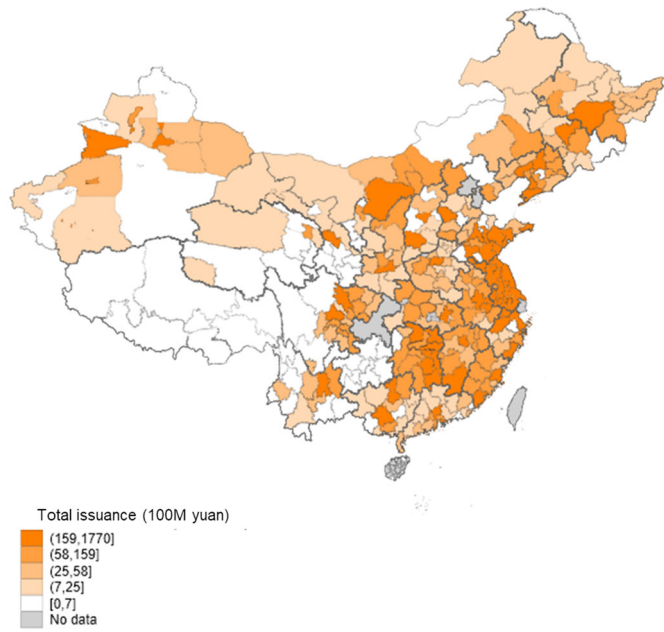 Total issuance (100M yuan)
(159,1770]
(58,159]
(25,58]
(7,25]
[0,7]
No data